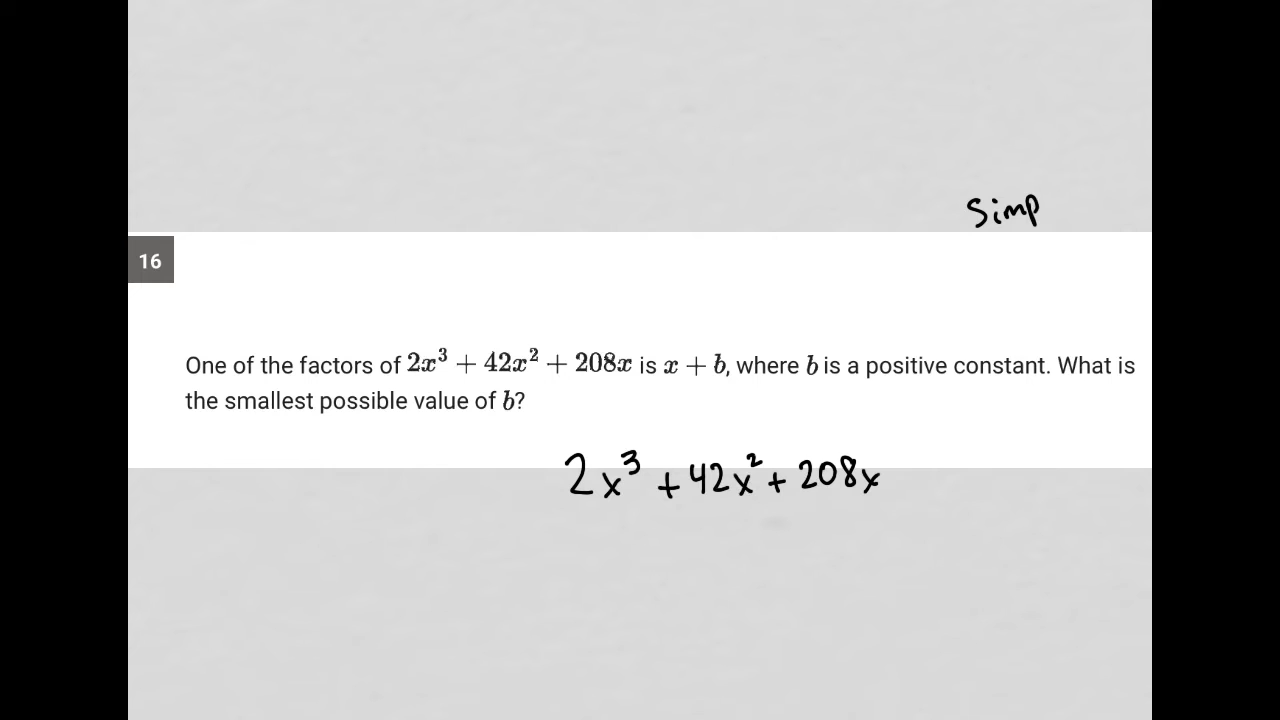 Simp
16
One of the factors of 2x³ + 42x² + 208x is x + b, where b is a positive constant. What is
the smallest possible value of b?
2x³ + 42x² + 208x